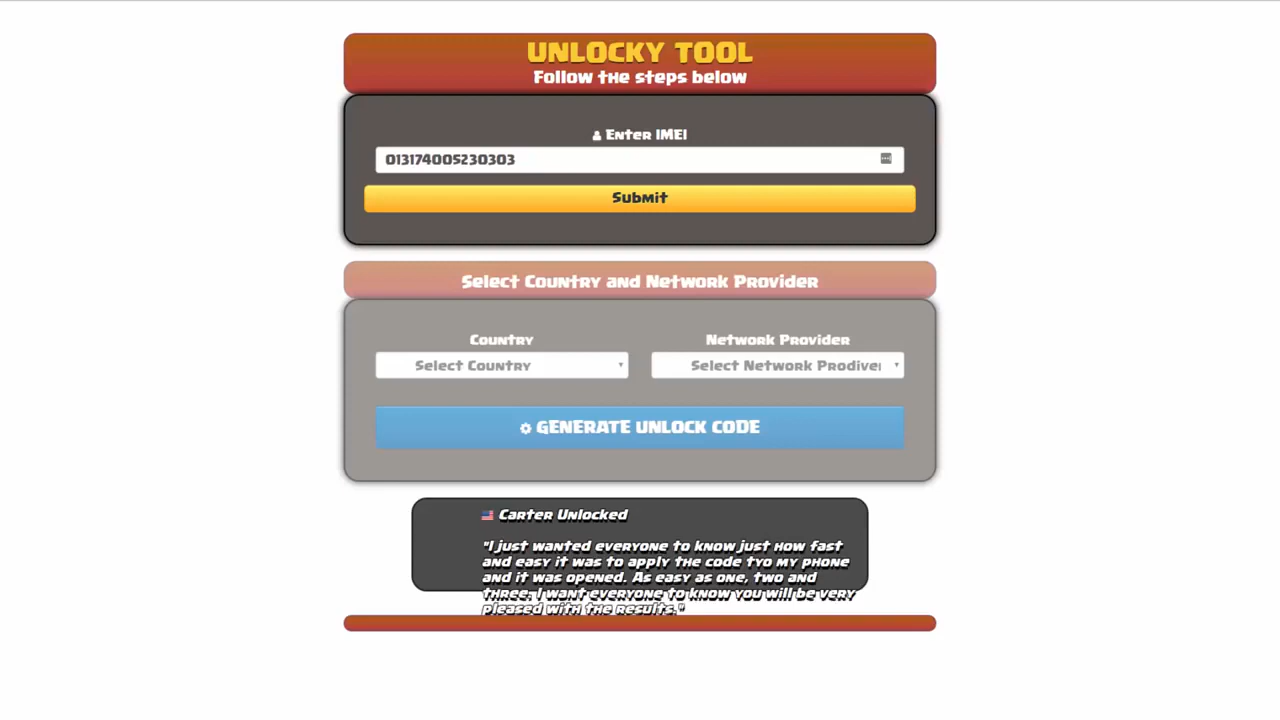 UNLOCKY TOOL
Follow the steps below
Enter IMEI
013174005230303
Submit
Select Country and Network Provider
Country
Network Provider
Select Country
Select Network Prodiver
GENERATE UNLOCK CODE
Carter Unlocked
"I just wanted everyone to know just how fast
and easy it was to apply the code tyo my phone
and it was opened. As easy as one, two and
three. I want everyone to know you will be very
pleased with the results."